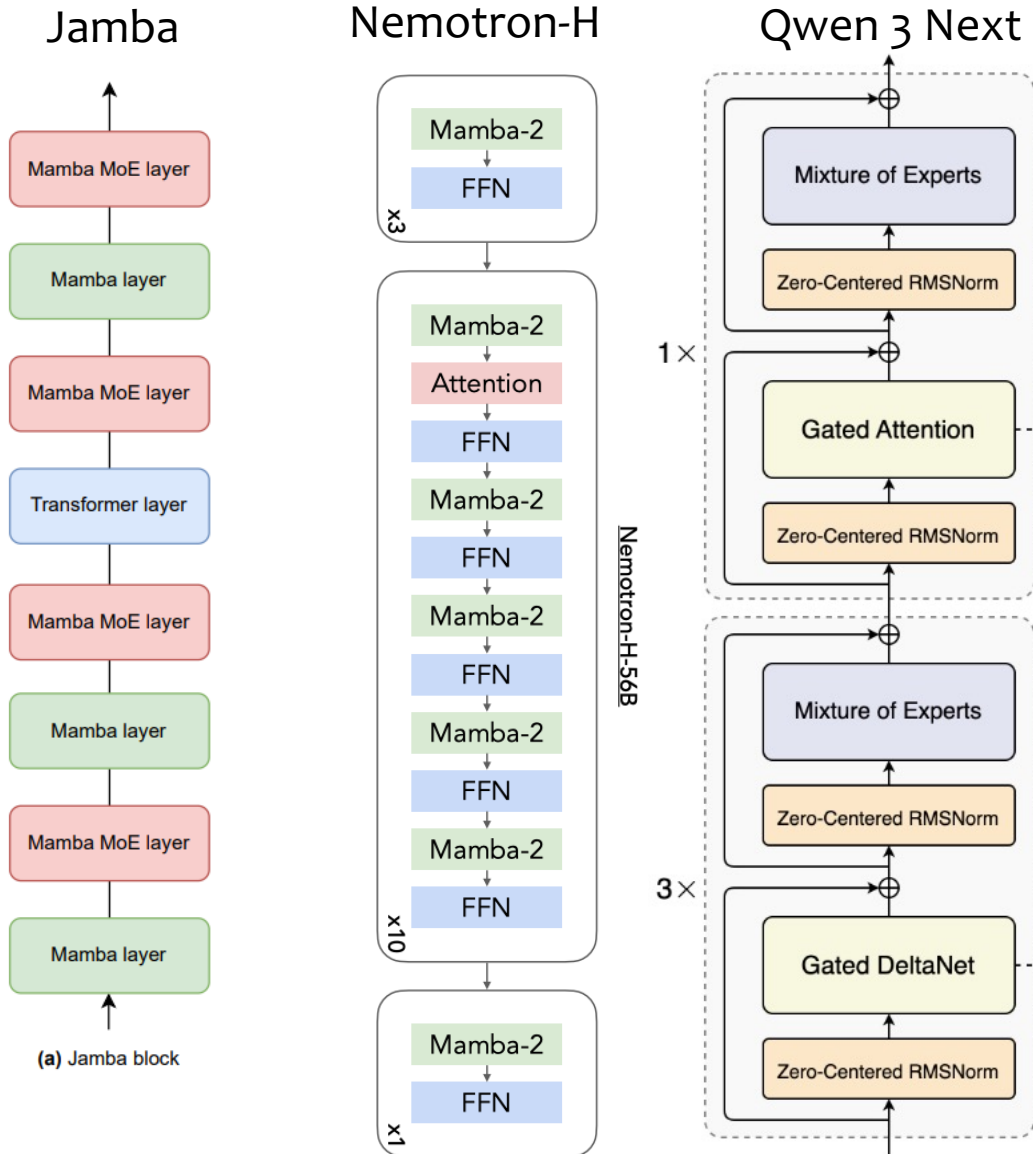 Jamba
Mamba MoE layer
Mamba layer
Mamba MoE layer
Transformer layer
Mamba MoE layer
Mamba layer
Mamba MoE layer
Mamba layer
(a) Jamba block
Nemotron-H
Mamba-2
FFN
x3
Mamba-2
Attention
FFN
Mamba-2
FFN
Mamba-2
FFN
Mamba-2
FFN
Mamba-2
FFN
x10
Mamba-2
FFN
x1
Nemotron-H-56B
Qwen 3 Next
Mixture of Experts
Zero-Centered RMSNorm
1×
Gated Attention
Zero-Centered RMSNorm
Mixture of Experts
Zero-Centered RMSNorm
3×
Gated DeltaNet
Zero-Centered RMSNorm